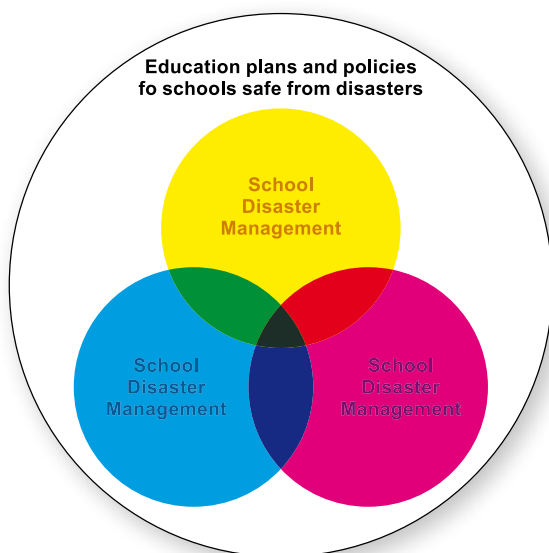 Education plans and policies
fo schools safe from disasters
School
Disaster
Management
School
Disaster
Management
School
Disaster
Management